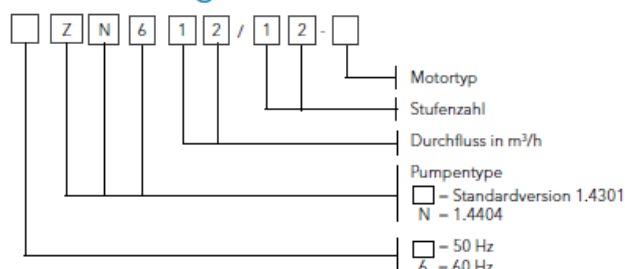 Z N 6 1 2 / 1 2 -
Motortyp
Stufenzahl
Durchfluss in m³/h
Pumpentype
– Standardversion 1.4301
N – 1.4404
– 50 Hz
6 – 60 Hz